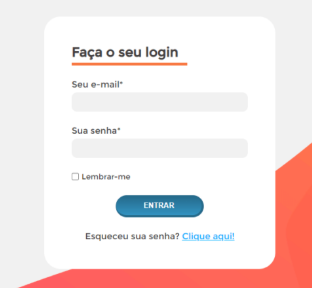 Faça o seu login
Seu e-mail*
Sua senha*
Lembrar-me
ENTRAR
Esqueceu sua senha? Clique aqui!